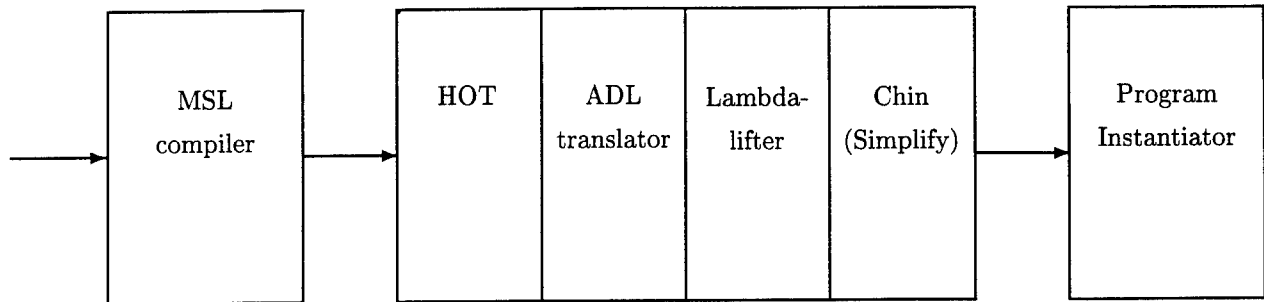 MSL
compiler
HOT
ADL
translator
Lambda-
lifter
Chin
(Simplify)
Program
Instantiator